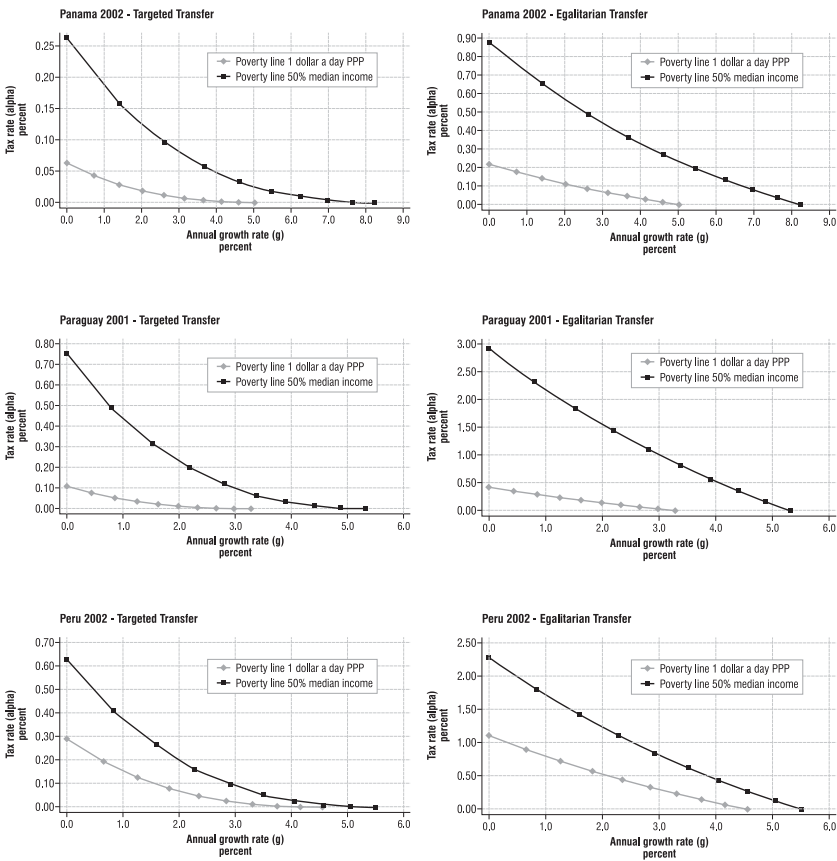 Panama 2002 - Targeted Transfer
Tax rate (alpha)
percent
0.25
0.20
0.15
0.10
0.05
0.00
Poverty line 1 dollar a day PPP
Poverty line 50% median income
0.0 1.0 2.0 3.0 4.0 5.0 6.0 7.0 8.0 9.0
Annual growth rate (g)
percent
Panama 2002 - Egalitarian Transfer
Tax rate (alpha)
percent
0.90
0.80
0.70
0.60
0.50
0.40
0.30
0.20
0.10
0.00
Poverty line 1 dollar a day PPP
Poverty line 50% median income
0.0 1.0 2.0 3.0 4.0 5.0 6.0 7.0 8.0 9.0
Annual growth rate (g)
percent
Paraguay 2001 - Targeted Transfer
Tax rate (alpha)
percent
0.80
0.70
0.60
0.50
0.40
0.30
0.20
0.10
0.00
Poverty line 1 dollar a day PPP
Poverty line 50% median income
0.0 1.0 2.0 3.0 4.0 5.0 6.0
Annual growth rate (g)
percent
Paraguay 2001 - Egalitarian Transfer
Tax rate (alpha)
percent
3.00
2.50
2.00
1.50
1.00
0.50
0.00
Poverty line 1 dollar a day PPP
Poverty line 50% median income
0.0 1.0 2.0 3.0 4.0 5.0 6.0
Annual growth rate (g)
percent
Peru 2002 - Targeted Transfer
Tax rate (alpha)
percent
0.70
0.60
0.50
0.40
0.30
0.20
0.10
0.00
Poverty line 1 dollar a day PPP
Poverty line 50% median income
0.0 1.0 2.0 3.0 4.0 5.0 6.0
Annual growth rate (g)
percent
Peru 2002 - Egalitarian Transfer
Tax rate (alpha)
percent
2.50
2.00
1.50
1.00
0.50
0.00
Poverty line 1 dollar a day PPP
Poverty line 50% median income
0.0 1.0 2.0 3.0 4.0 5.0 6.0
Annual growth rate (g)
percent